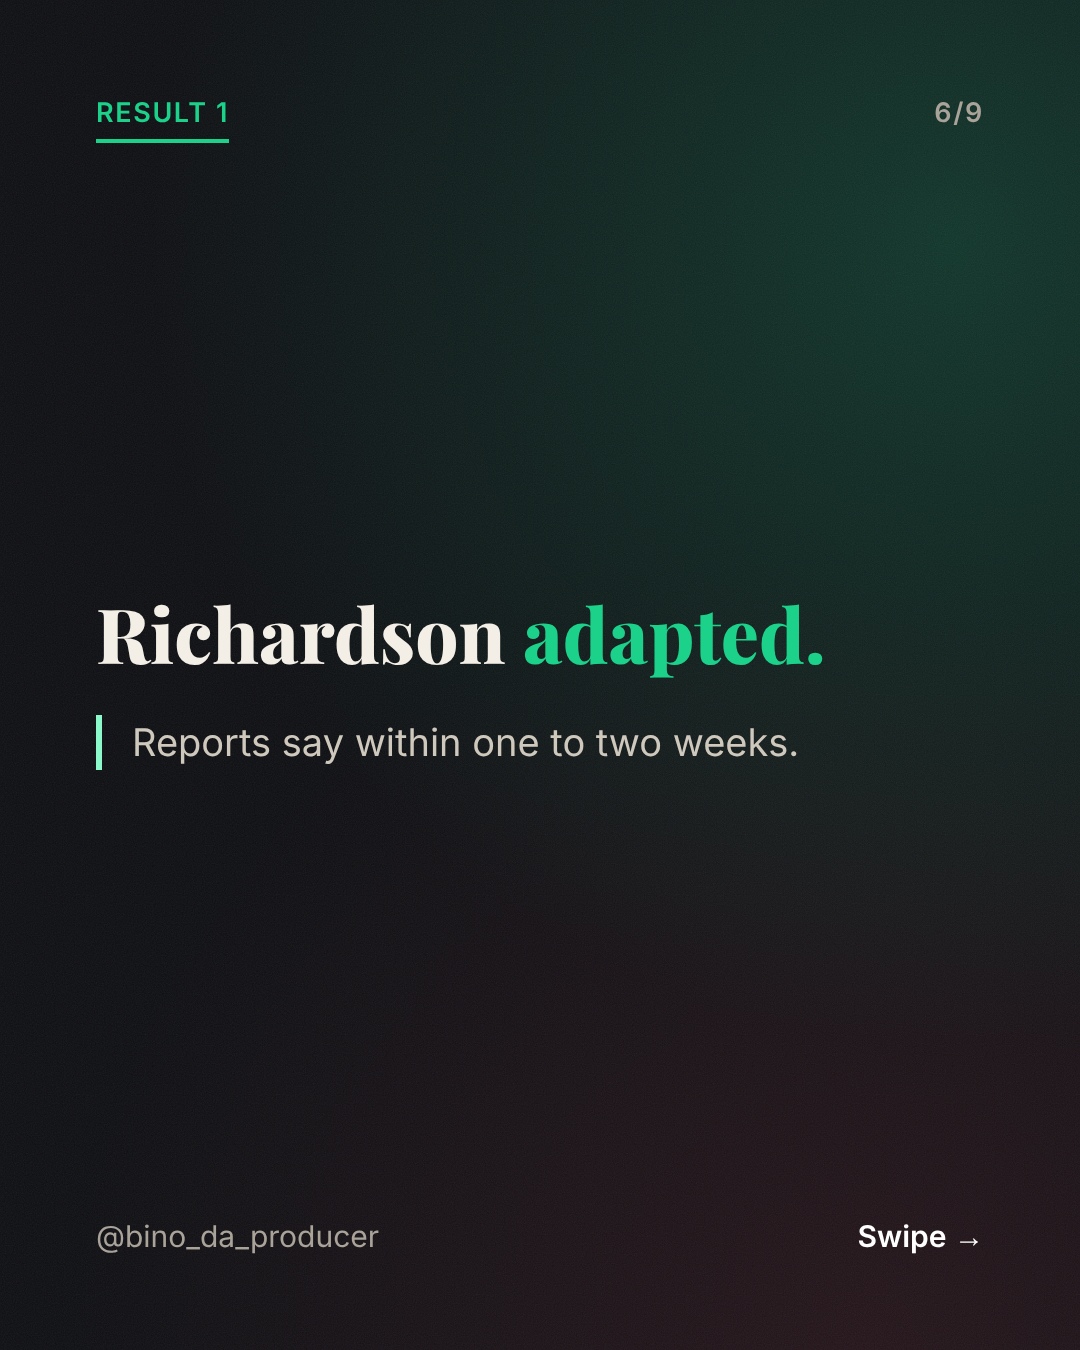 RESULT 1
6/9
Richardson adapted.
Reports say within one to two weeks.
@bino_da_producer
Swipe →